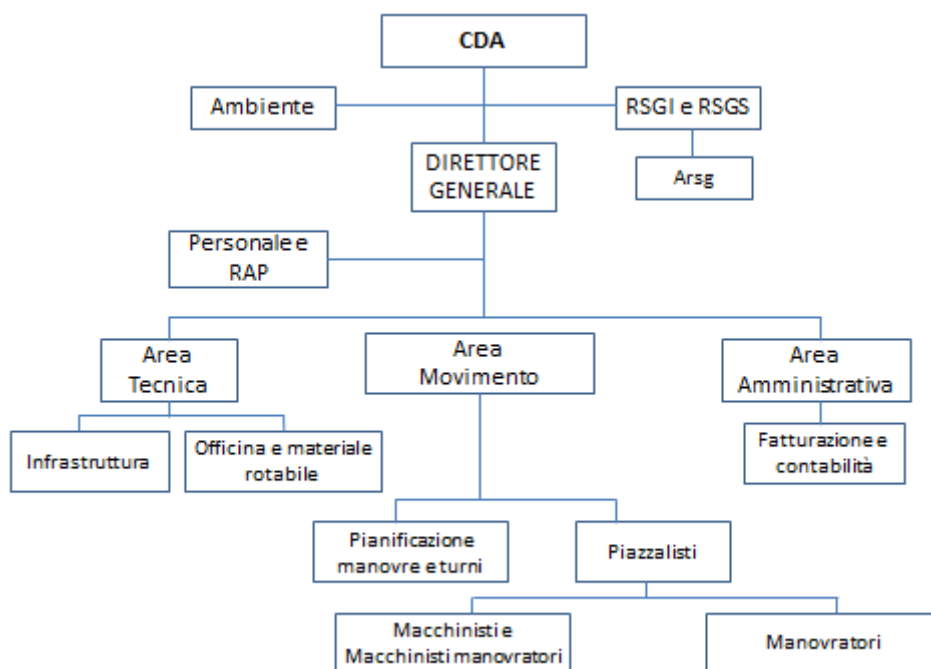 CDA
Ambiente
RSGI e RSGS
DIRETTORE
GENERALE
Arsg
Personale e
RAP
Area
Tecnica
Area
Movimento
Area
Amministrativa
Infrastruttura
Officina e materiale
rotabile
Fatturazione e
contabilità
Pianificazione
manovre e turni
Piazzalisti
Macchinisti e
Macchinisti manovratori
Manovratori